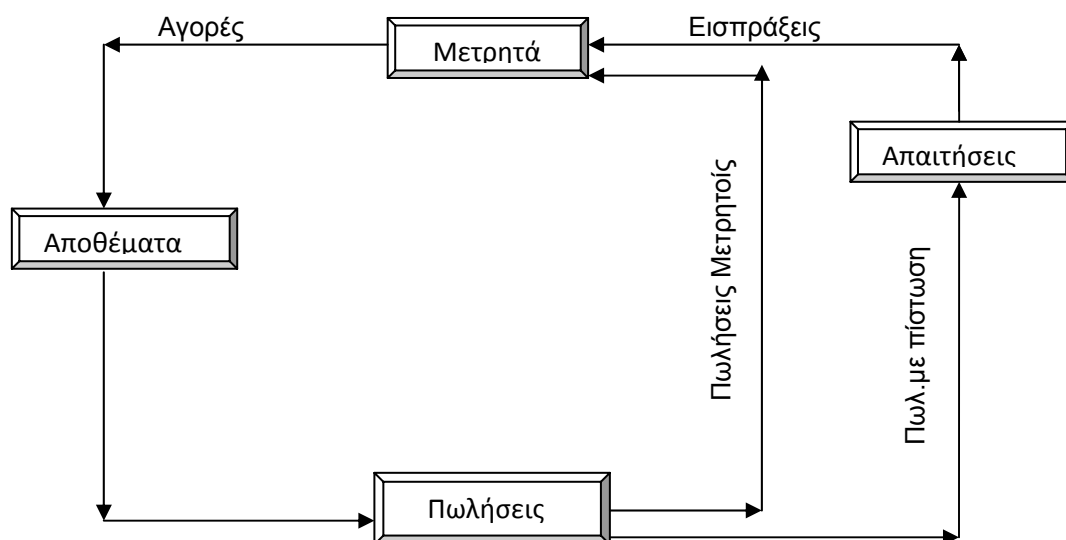 Αγορές
Μετρητά
Εισπράξεις
Απαιτήσεις
Αποθέματα
Πωλήσεις Μετρητοίς
Πωλ.με πίστωση
Πωλήσεις